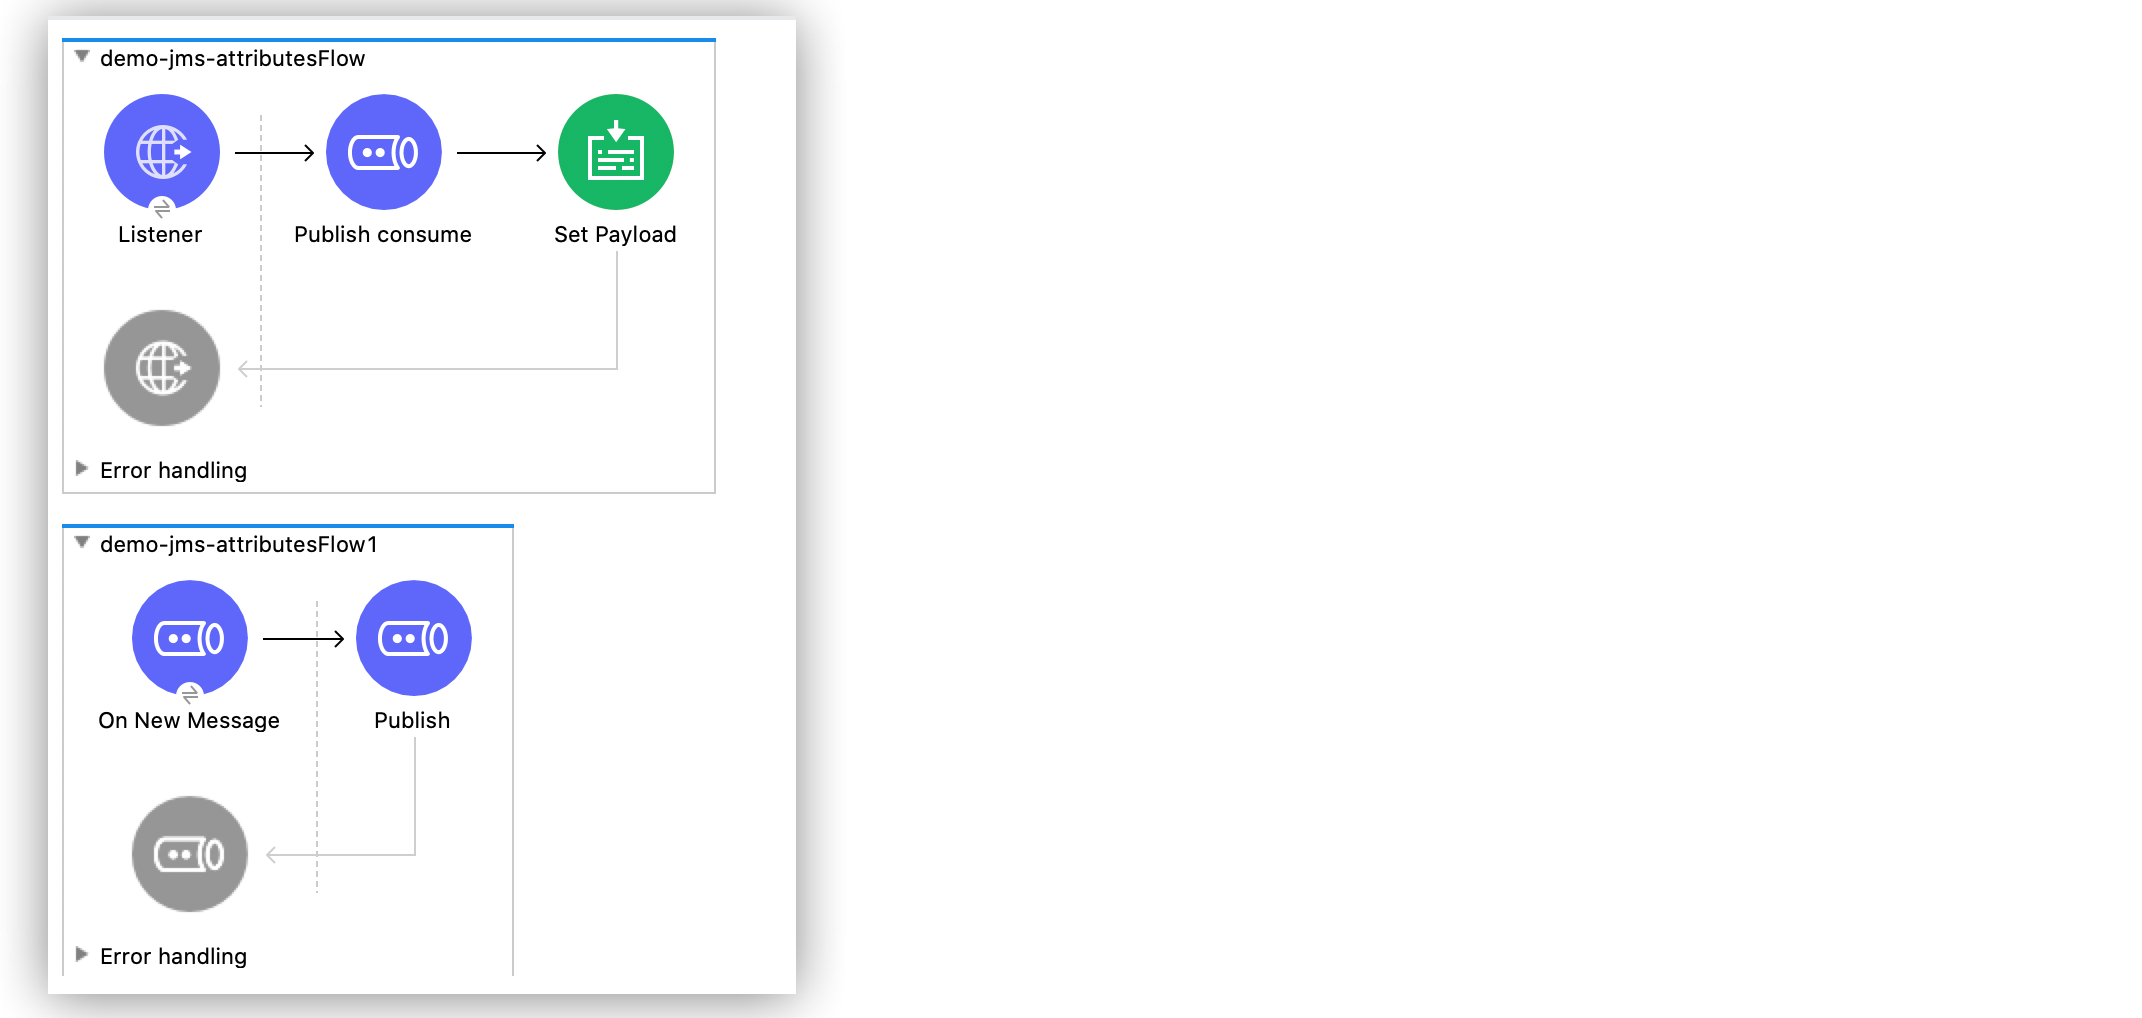 demo-jms-attributesFlow
Listener
Publish consume
Set Payload
Error handling
demo-jms-attributesFlow1
On New Message
Publish
Error handling